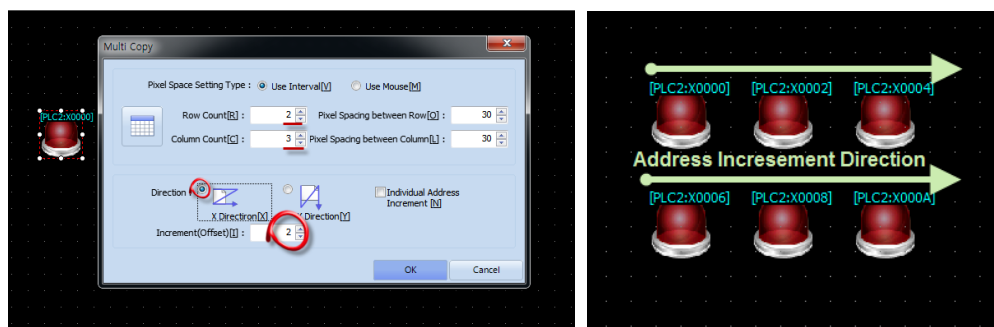 Multi Copy
Pixel Space Setting Type : Use Interval[V] Use Mouse[M]
Row Count[R] : 2 Pixel Spacing between Row[O] : 30
Column Count[C] : 3 Pixel Spacing between Column[L] : 30
Direction : X Directiron[X] Direction[Y] Individual Address
Increment [N]
Increment(Offset)[I] : 2
OK Cancel
[PLC2:X0000]
[PLC2:X0000] [PLC2:X0002] [PLC2:X0004]
Address Incresement Direction
[PLC2:X0006] [PLC2:X0008] [PLC2:X000A]